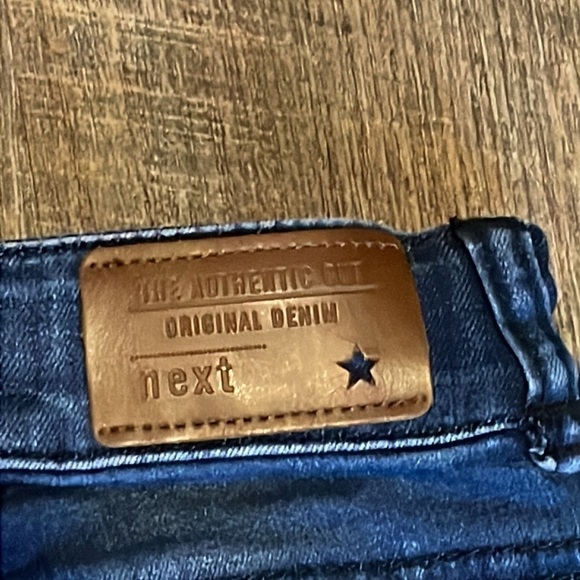 THE AUTHENTIC CUT
ORIGINAL DENIM
next